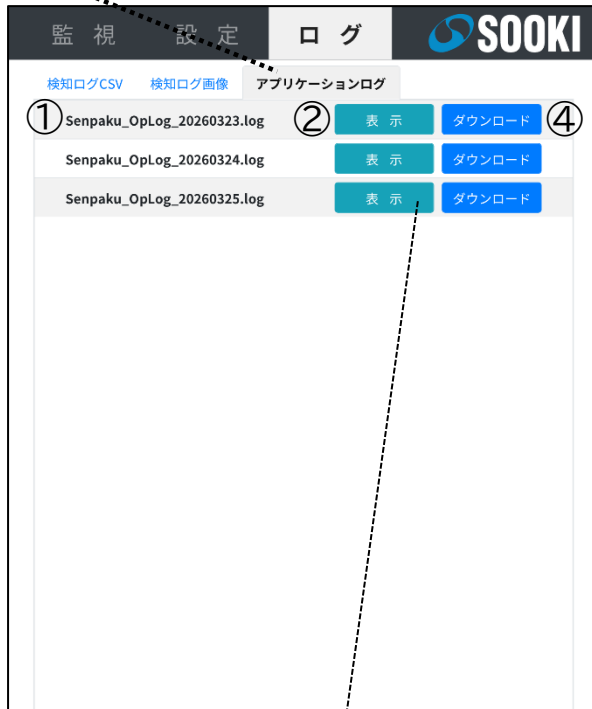 監視 設定 ログ SOOKI
検知ログCSV 検知ログ画像 アプリケーションログ
① Senpaku_OpLog_20260323.log ② 表示 ダウンロード ④
Senpaku_OpLog_20260324.log 表示 ダウンロード
Senpaku_OpLog_20260325.log 表示 ダウンロード